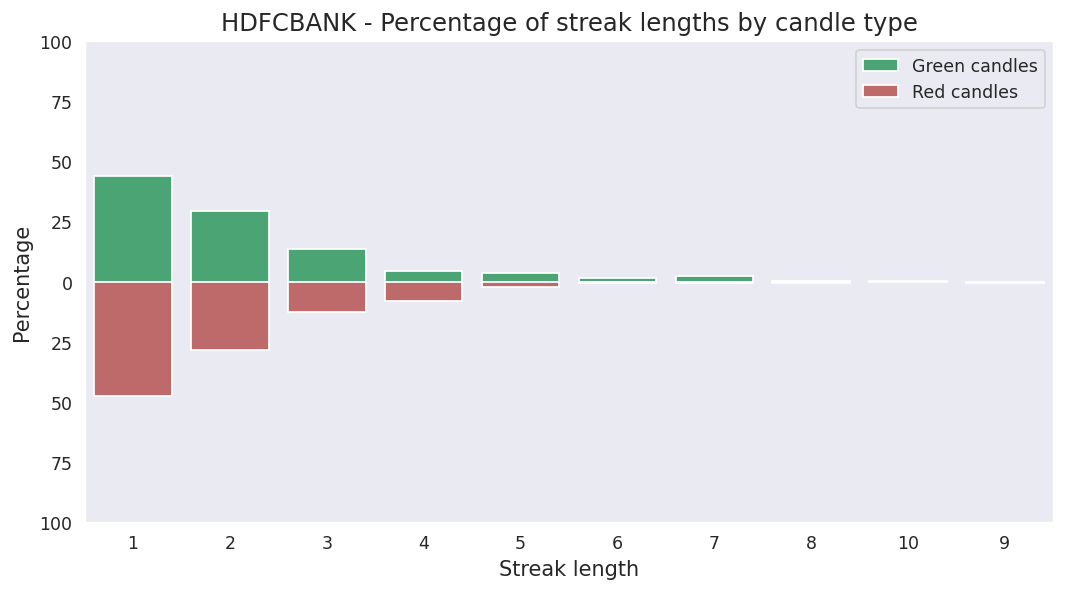 HDFCBANK - Percentage of streak lengths by candle type
Green candles
Red candles
Percentage
100
75
50
25
0
25
50
75
100
1 2 3 4 5 6 7 8 10 9
Streak length